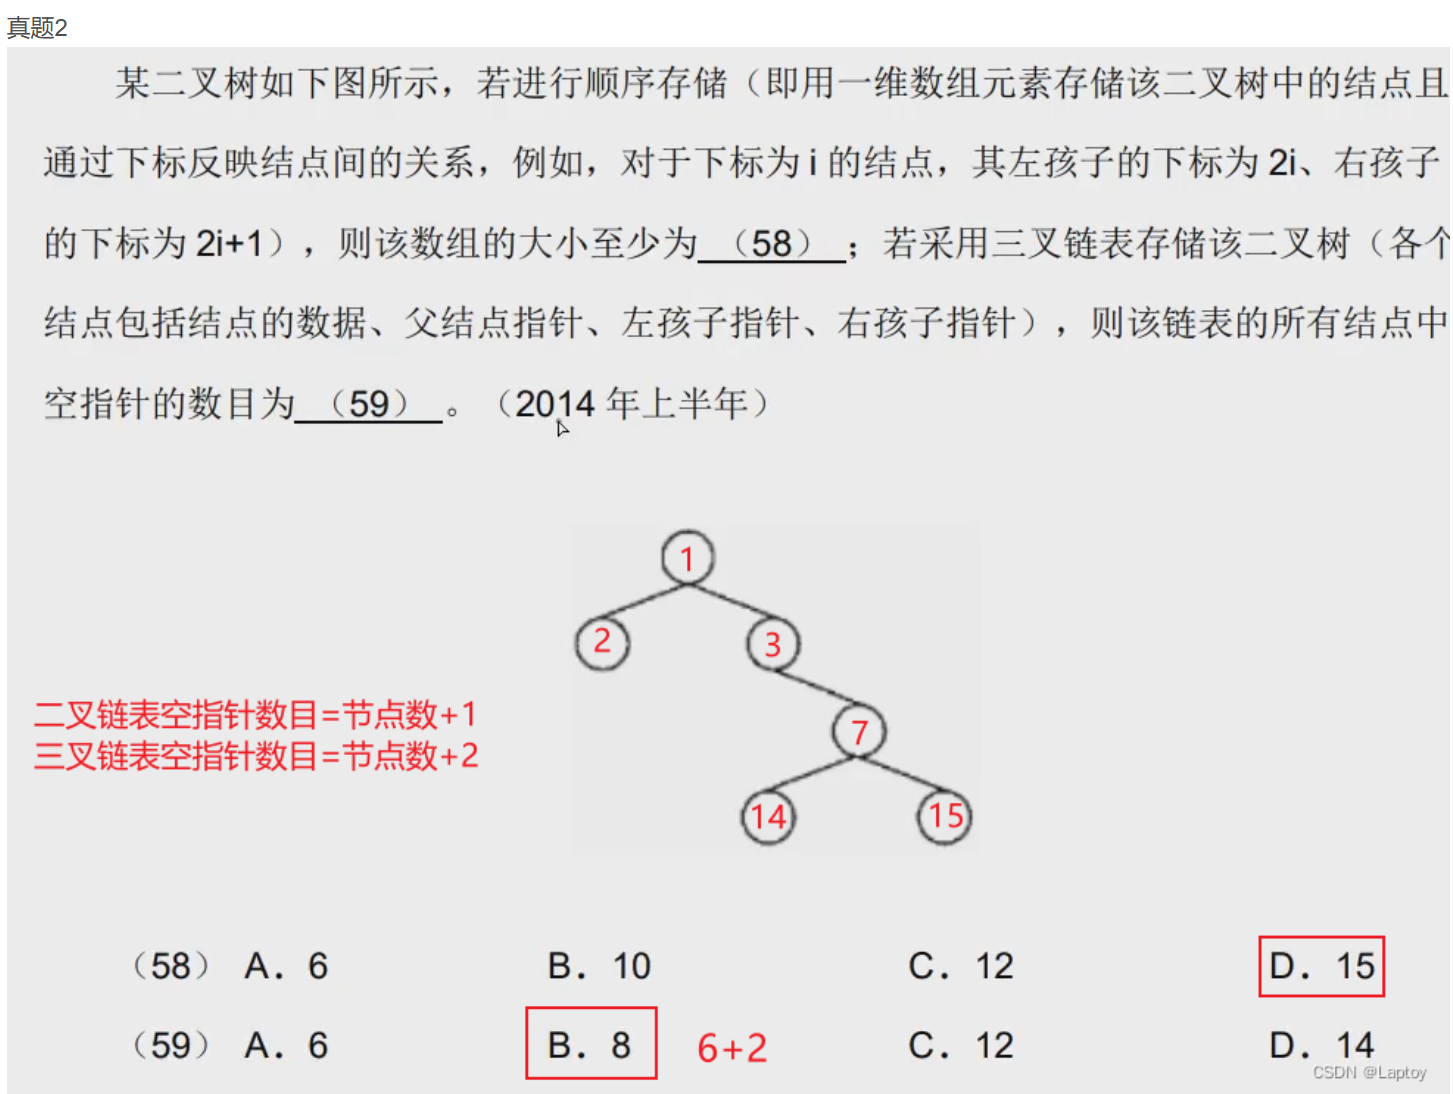 真题2
某二叉树如下图所示，若进行顺序存储（即用一维数组元素存储该二叉树中的结点且
通过下标反映结点间的关系，例如，对于下标为 i 的结点，其左孩子的下标为 2i、右孩子
的下标为 2i+1），则该数组的大小至少为（58）；若采用三叉链表存储该二叉树（各个
结点包括结点的数据、父结点指针、左孩子指针、右孩子指针），则该链表的所有结点中
空指针的数目为（59）。（2014 年上半年）
1
2 3
二叉链表空指针数目=节点数+1
7
三叉链表空指针数目=节点数+2
14 15
（58） A. 6 B. 10 C. 12 D. 15
（59） A. 6 B. 8 6+2 C. 12 D. 14
CSDN @Laptoy